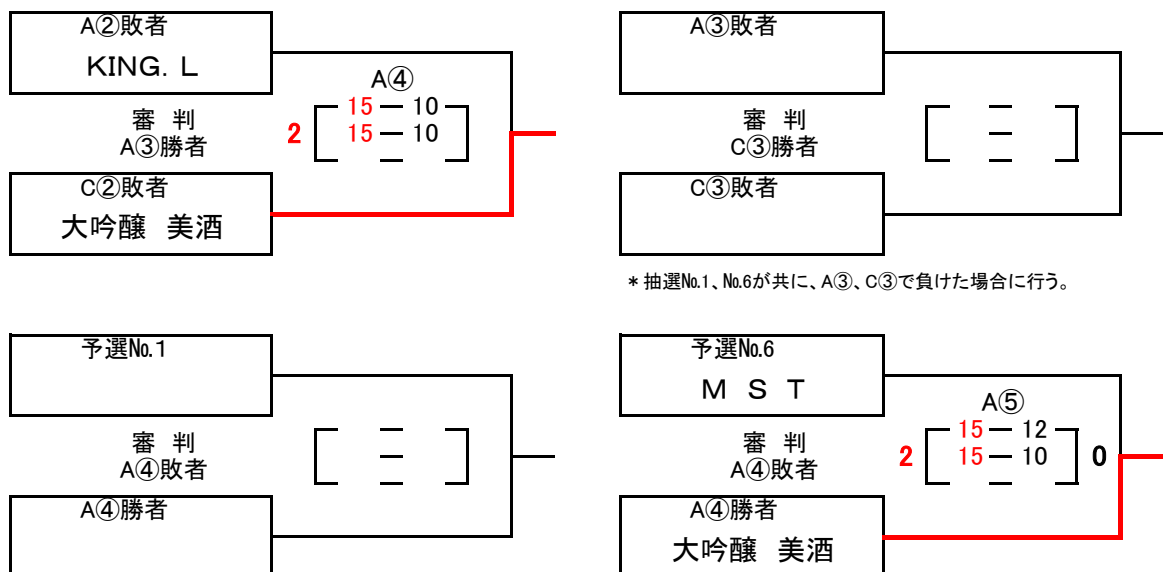 A②敗者
KING. L
A④
15 — 10
審 判
2
15 — 10
A③勝者
—
C②敗者
大吟醸 美酒
A③敗者
審 判
—
C③勝者
C③敗者
＊抽選№1、№6が共に、A③、C③で負けた場合に行う。
予選№1
審 判
—
A④敗者
A④勝者
予選№6
M S T
A⑤
15 — 12
審 判
2
15 — 10
0
A④敗者
—
A④勝者
大吟醸 美酒